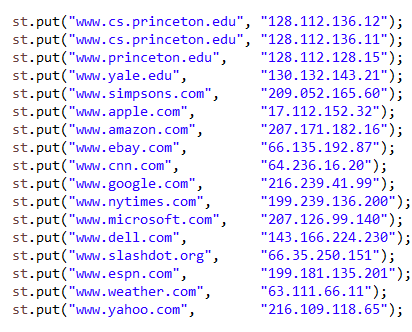 st.put("www.cs.princeton.edu", "128.112.136.12");
st.put("www.cs.princeton.edu", "128.112.136.11");
st.put("www.princeton.edu", "128.112.128.15");
st.put("www.yale.edu", "130.132.143.21");
st.put("www.simpsons.com", "209.052.165.60");
st.put("www.apple.com", "17.112.152.32");
st.put("www.amazon.com", "207.171.182.16");
st.put("www.ebay.com", "66.135.192.87");
st.put("www.cnn.com", "64.236.16.20");
st.put("www.google.com", "216.239.41.99");
st.put("www.nytimes.com", "199.239.136.200");
st.put("www.microsoft.com", "207.126.99.140");
st.put("www.dell.com", "143.166.224.230");
st.put("www.slashdot.org", "66.35.250.151");
st.put("www.espn.com", "199.181.135.201");
st.put("www.weather.com", "63.111.66.11");
st.put("www.yahoo.com", "216.109.118.65");